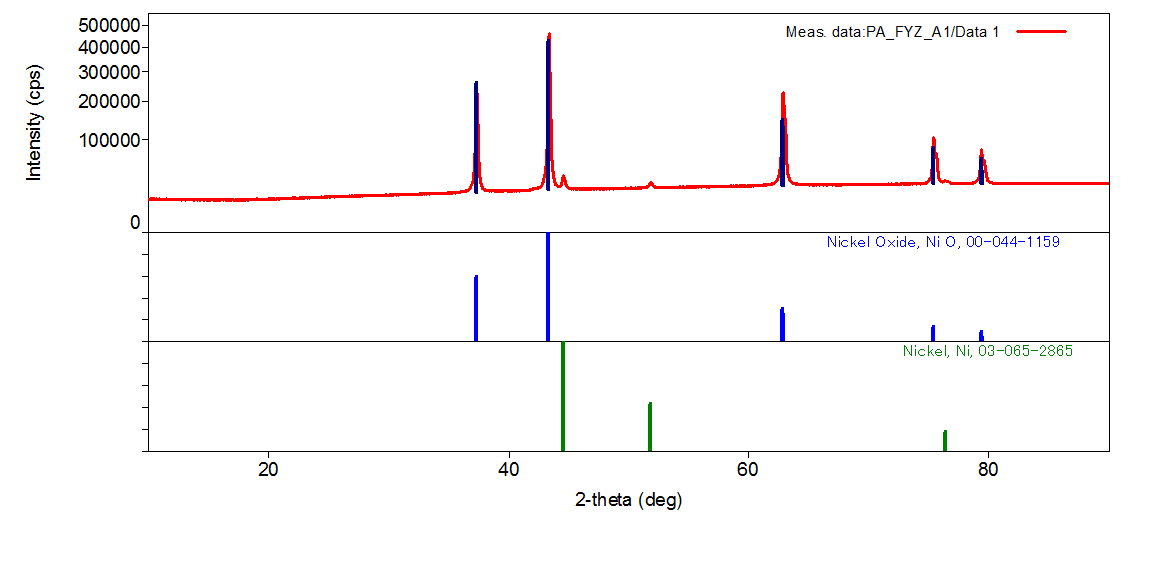 Meas. data:PA_FYZ_A1/Data 1
Intensity (cps)
500000
400000
300000
200000
100000
0
Nickel Oxide, Ni O, 00-044-1159
Nickel, Ni, 03-065-2865
20
40
60
80
2-theta (deg)